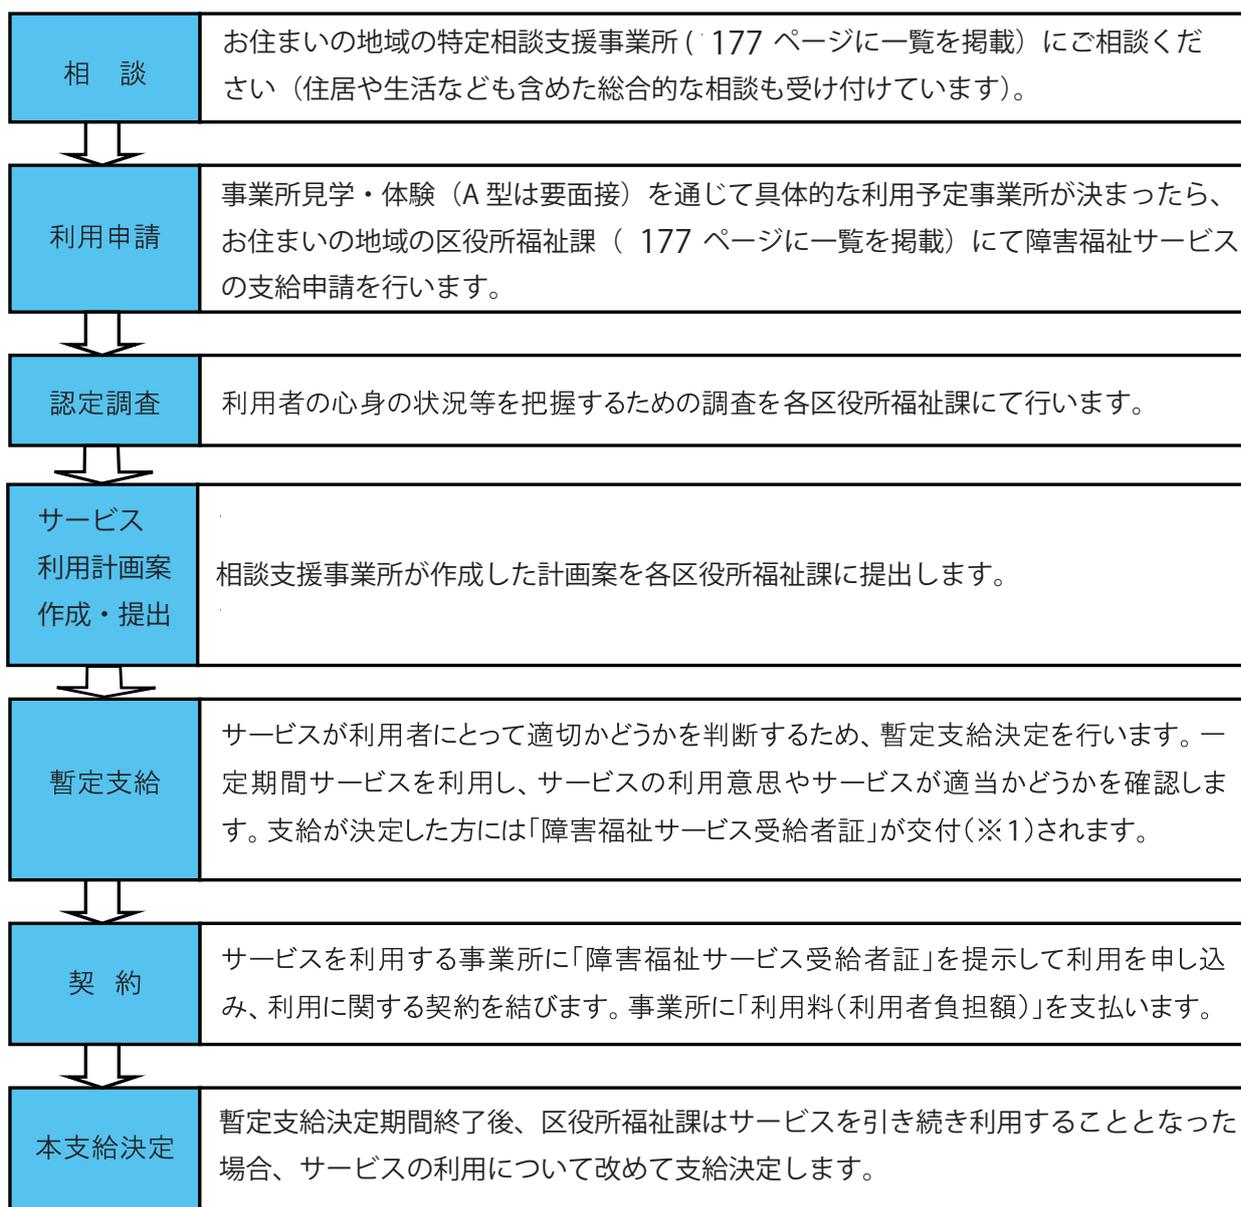 相 談
お住まいの地域の特定相談支援事業所( 177 ページに一覧を掲載）にご相談くだ
さい（住居や生活なども含めた総合的な相談も受け付けています）。
利用申請
事業所見学・体験（A 型は要面接）を通じて具体的な利用予定事業所が決まったら、
お住まいの地域の区役所福祉課（ 177 ページに一覧を掲載）にて障害福祉サービス
の支給申請を行います。
認定調査
利用者の心身の状況等を把握するための調査を各区役所福祉課にて行います。
サービス
利用計画案
作成・提出
相談支援事業所が作成した計画案を各区役所福祉課に提出します。
暫定支給
サービスが利用者にとって適切かどうかを判断するため、暫定支給決定を行います。一
定期間サービスを利用し、サービスの利用意思やサービスが適当かどうかを確認しま
す。支給が決定した方には「障害福祉サービス受給者証」が交付（※1）されます。
契 約
サービスを利用する事業所に「障害福祉サービス受給者証」を提示して利用を申し込
み、利用に関する契約を結びます。事業所に「利用料（利用者負担額）」を支払います。
本支給決定
暫定支給決定期間終了後、区役所福祉課はサービスを引き続き利用することとなった
場合、サービスの利用について改めて支給決定します。